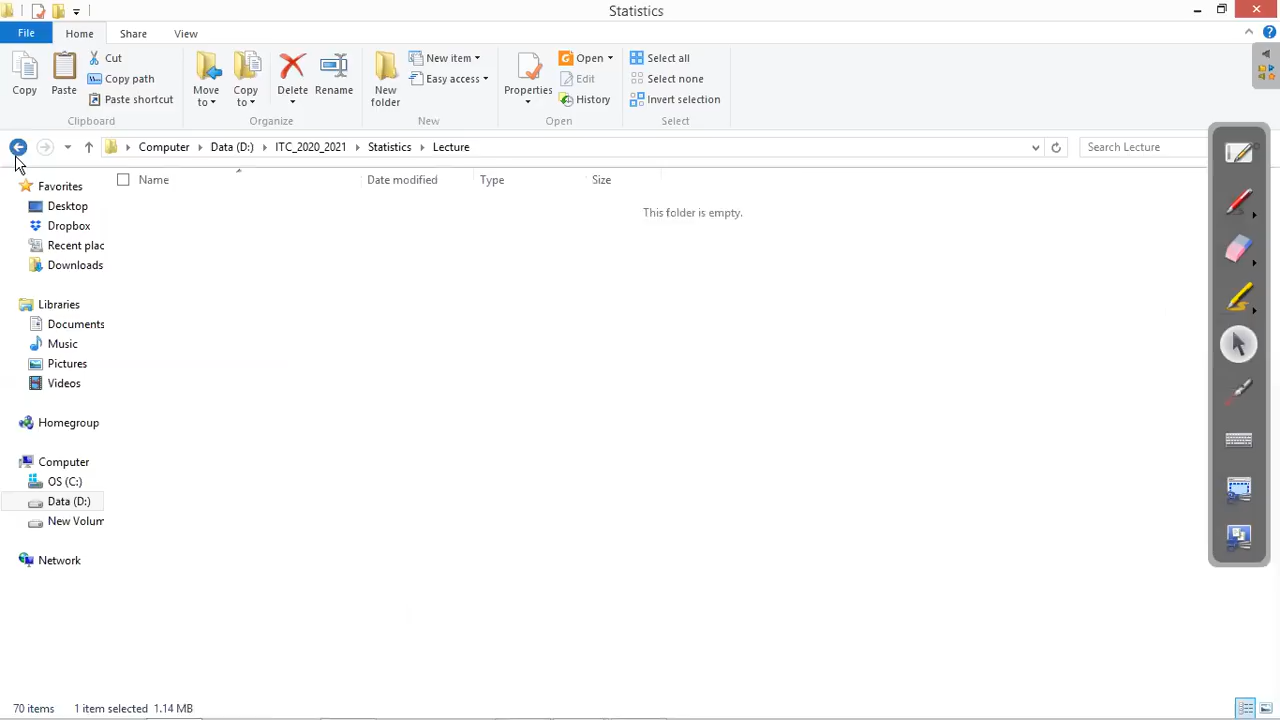 Statistics
File Home Share View
Copy
Paste
Cut
Copy path
Paste shortcut
Clipboard
Move to
Copy to
Delete
Rename
Organize
New folder
New item
Easy access
New
Properties
Open
Edit
History
Open
Select all
Select none
Invert selection
Select
Computer Data (D:) ITC_2020_2021 Statistics Lecture
Search Lecture
Name Date modified Type Size
This folder is empty.
Favorites
Desktop
Dropbox
Recent plac
Downloads
Libraries
Documents
Music
Pictures
Videos
Homegroup
Computer
OS (C:)
Data (D:)
New Volum
Network
70 items 1 item selected 1.14 MB